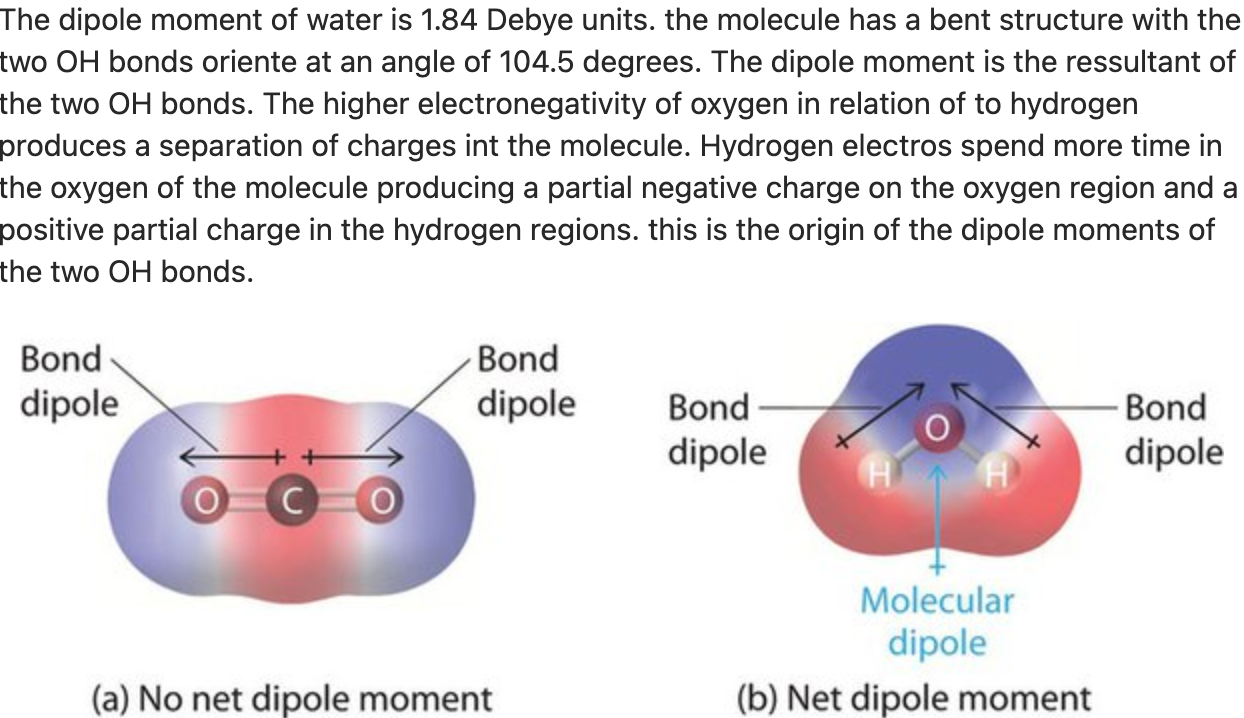 The dipole moment of water is 1.84 Debye units. the molecule has a bent structure with the
two OH bonds oriente at an angle of 104.5 degrees. The dipole moment is the ressultant of
the two OH bonds. The higher electronegativity of oxygen in relation of to hydrogen
produces a separation of charges int the molecule. Hydrogen electros spend more time in
the oxygen of the molecule producing a partial negative charge on the oxygen region and a
positive partial charge in the hydrogen regions. this is the origin of the dipole moments of
the two OH bonds.
Bond
dipole
Bond
dipole
O C O
(a) No net dipole moment
Bond
dipole
Bond
dipole
O
H H
Molecular
dipole
(b) Net dipole moment